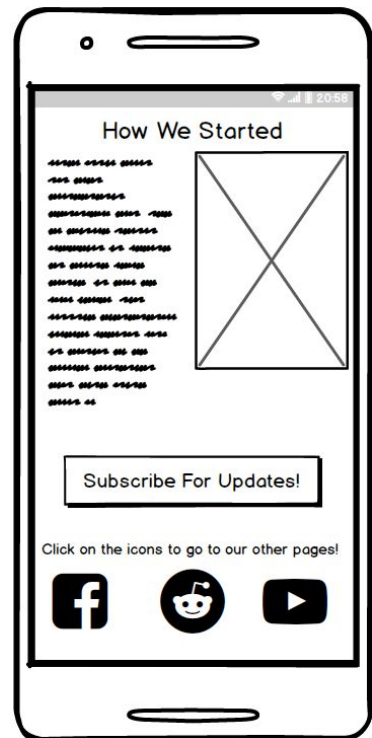 20:58
How We Started
Subscribe For Updates!
Click on the icons to go to our other pages!